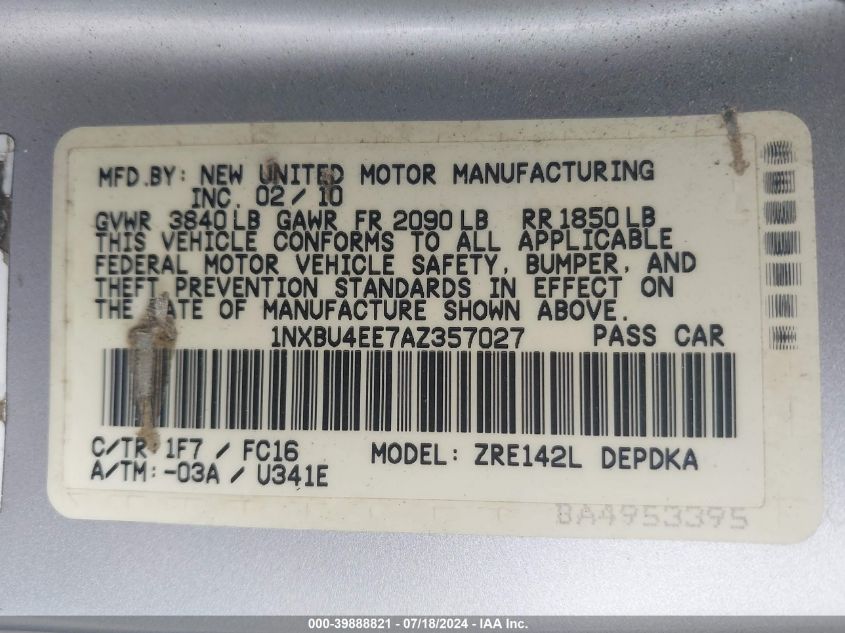 MFD.BY: NEW UNITED MOTOR MANUFACTURING
INC. 02/10
GVWR 3840LB GAWR FR 2090LB RR1850LB
THIS VEHICLE CONFORMS TO ALL APPLICABLE
FEDERAL MOTOR VEHICLE SAFETY, BUMPER, AND
THEFT PREVENTION STANDARDS IN EFFECT ON
THE DATE OF MANUFACTURE SHOWN ABOVE.
1NXBU4EE7AZ357027 PASS CAR
C/TR: 1F7 / FC16 MODEL: ZRE142L DEPDKA
A/TM: -03A / U341E
BA4953395
000-39888821 / 07/18/2024 - IAA Inc.